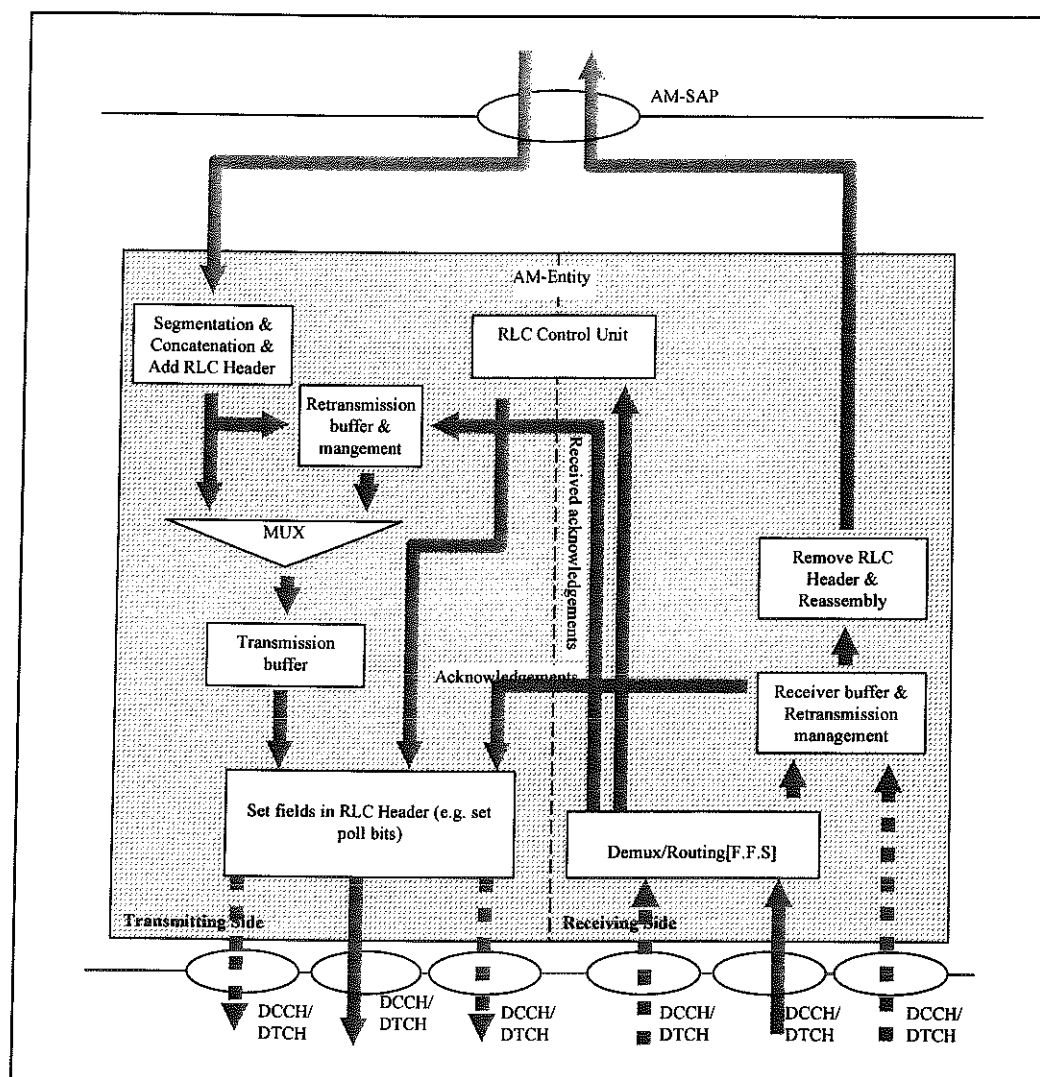 AM-SAP
AM-Entity
Segmentation &
Concatenation &
Add RLC Header
RLC Control Unit
Retransmission
buffer &
mangement
Received acknowledgements
MUX
Remove RLC
Header &
Reassembly
Transmission
buffer
Acknowledgements
Receiver buffer &
Retransmission
management
Set fields in RLC Header (e.g. set
poll bits)
Demux/Routing[F.F.S]
Transmitting Side
Receiving Side
DCCH/
DTCH
DCCH/
DTCH
DCCH/
DTCH
DCCH/
DTCH
DCCH/
DTCH
DCCH/
DTCH